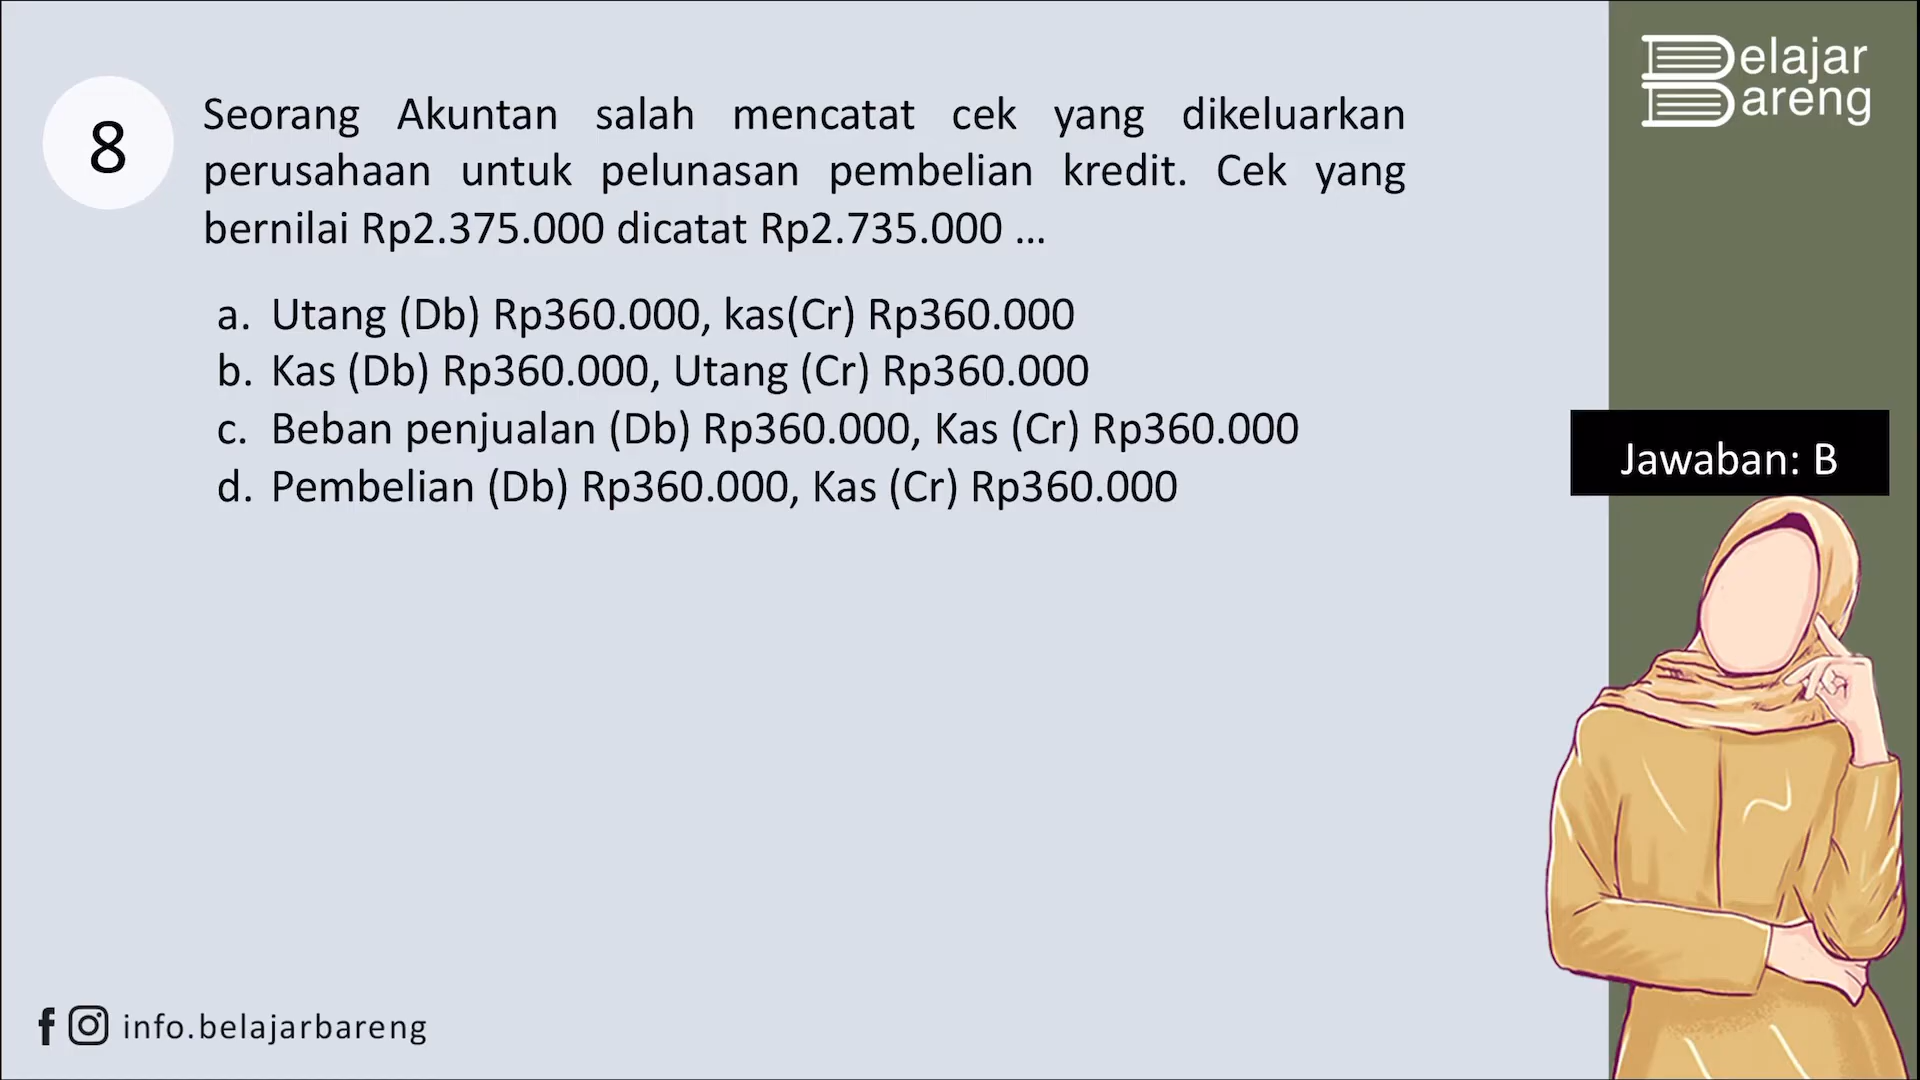 Belajar
Bareng
8
Seorang Akuntan salah mencatat cek yang dikeluarkan
perusahaan untuk pelunasan pembelian kredit. Cek yang
bernilai Rp2.375.000 dicatat Rp2.735.000 ...
a. Utang (Db) Rp360.000, kas(Cr) Rp360.000
b. Kas (Db) Rp360.000, Utang (Cr) Rp360.000
c. Beban penjualan (Db) Rp360.000, Kas (Cr) Rp360.000
d. Pembelian (Db) Rp360.000, Kas (Cr) Rp360.000
Jawaban: B
info.belajarbareng